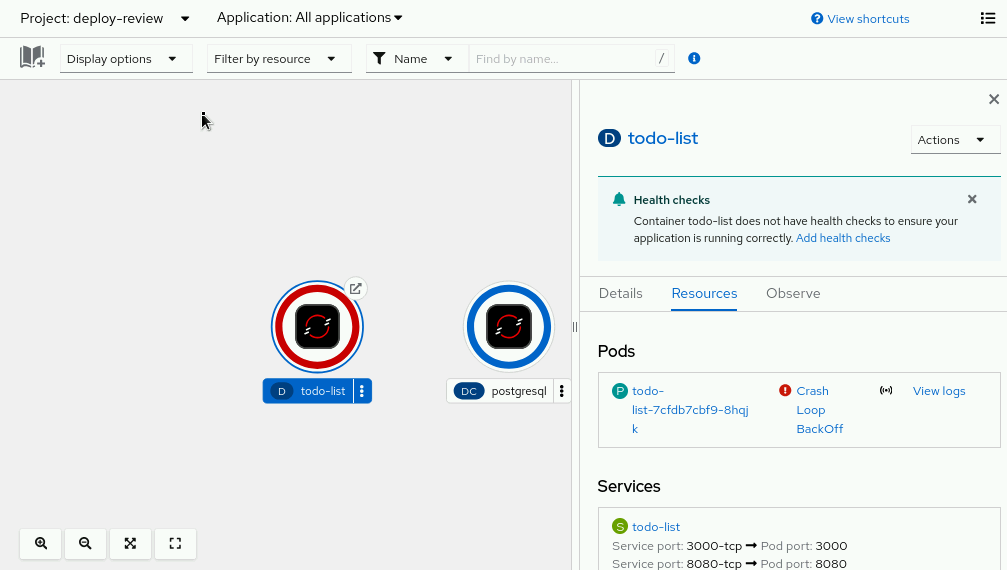 Project: deploy-review
Application: All applications
View shortcuts
Display options
Filter by resource
Name
Find by name...
/
D todo-list
Actions
Health checks
Container todo-list does not have health checks to ensure your
application is running correctly. Add health checks
Details
Resources
Observe
D todo-list
DC postgresql
Pods
P todo-
list-7cfdb7cbf9-8hqj
k
Crash
Loop
BackOff
View logs
Services
S todo-list
Service port: 3000-tcp → Pod port: 3000
Service port: 8080-tcp → Pod port: 8080